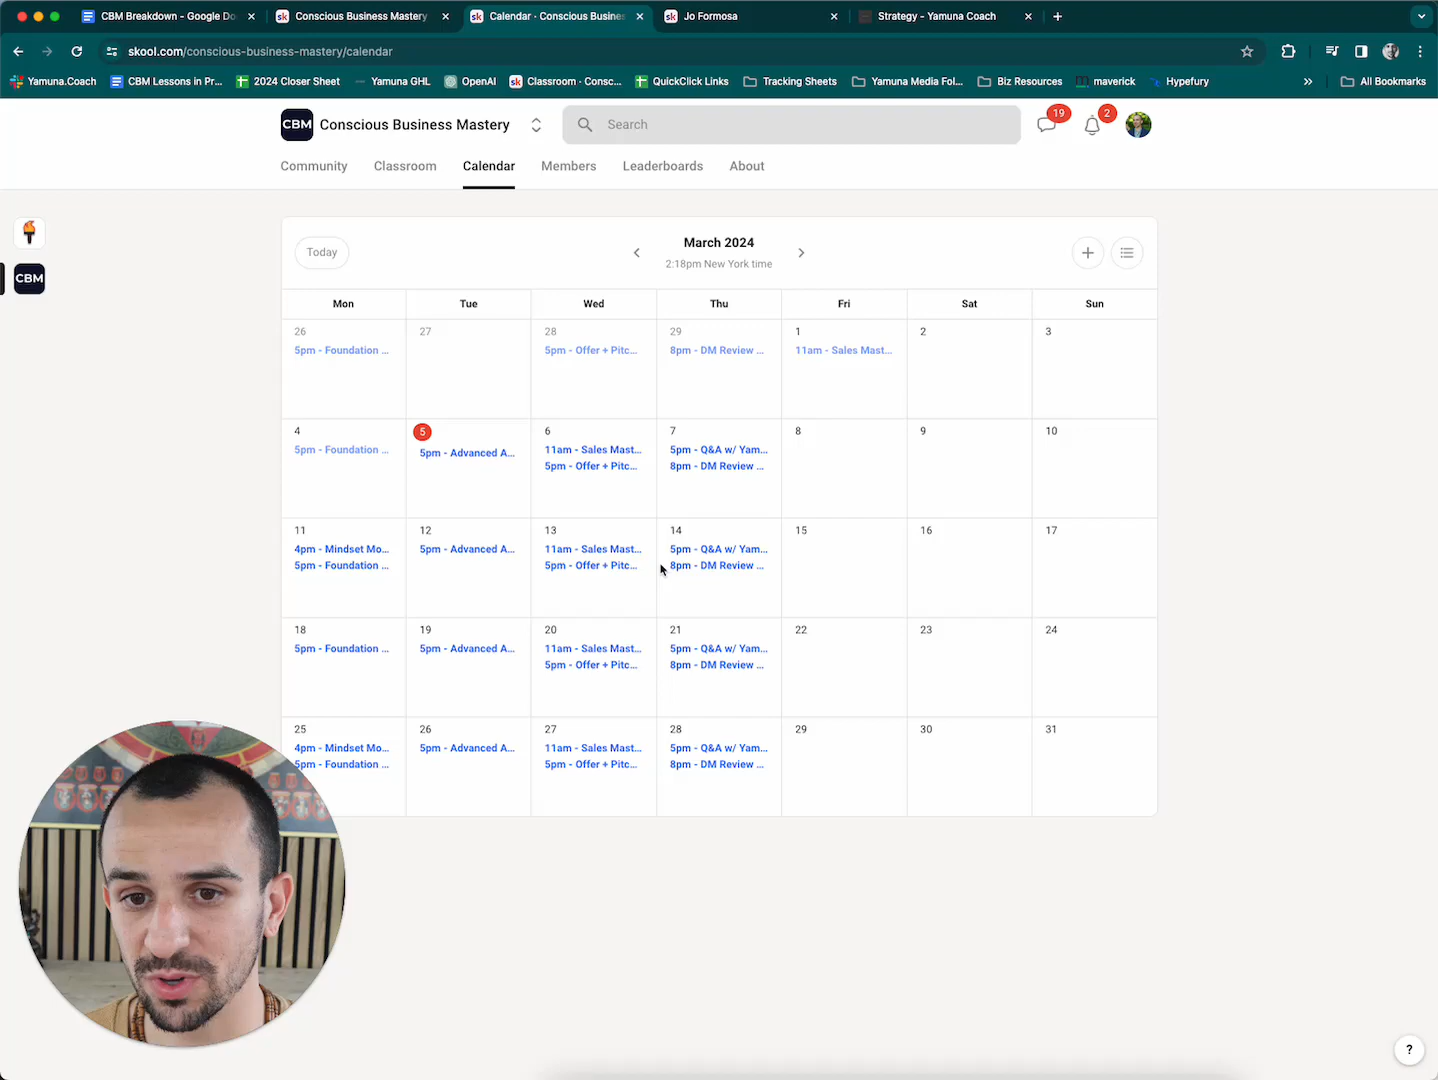 CBM Breakdown - Google Do
Conscious Business Mastery
Calendar · Conscious Busines
Jo Formosa
Strategy - Yamuna Coach
skool.com/conscious-business-mastery/calendar
Yamuna.Coach
CBM Lessons in Pr...
2024 Closer Sheet
Yamuna GHL
OpenAI
Classroom · Consc...
QuickClick Links
Tracking Sheets
Yamuna Media Fol...
Biz Resources
maverick
Hypefury
»
All Bookmarks
CBM
Conscious Business Mastery
Search
19
2
Community
Classroom
Calendar
Members
Leaderboards
About
CBM
Today
March 2024
2:18pm New York time
Mon
Tue
Wed
Thu
Fri
Sat
Sun
26
5pm - Foundation ...
27
28
5pm - Offer + Pitc...
29
8pm - DM Review ...
1
11am - Sales Mast...
2
3
4
5pm - Foundation ...
5
5pm - Advanced A...
6
11am - Sales Mast...
5pm - Offer + Pitc...
7
5pm - Q&A w/ Yam...
8pm - DM Review ...
8
9
10
11
4pm - Mindset Mo...
5pm - Foundation ...
12
5pm - Advanced A...
13
11am - Sales Mast...
5pm - Offer + Pitc...
14
5pm - Q&A w/ Yam...
8pm - DM Review ...
15
16
17
18
5pm - Foundation ...
19
5pm - Advanced A...
20
11am - Sales Mast...
5pm - Offer + Pitc...
21
5pm - Q&A w/ Yam...
8pm - DM Review ...
22
23
24
25
4pm - Mindset Mo...
5pm - Foundation ...
26
5pm - Advanced A...
27
11am - Sales Mast...
5pm - Offer + Pitc...
28
5pm - Q&A w/ Yam...
8pm - DM Review ...
29
30
31
?